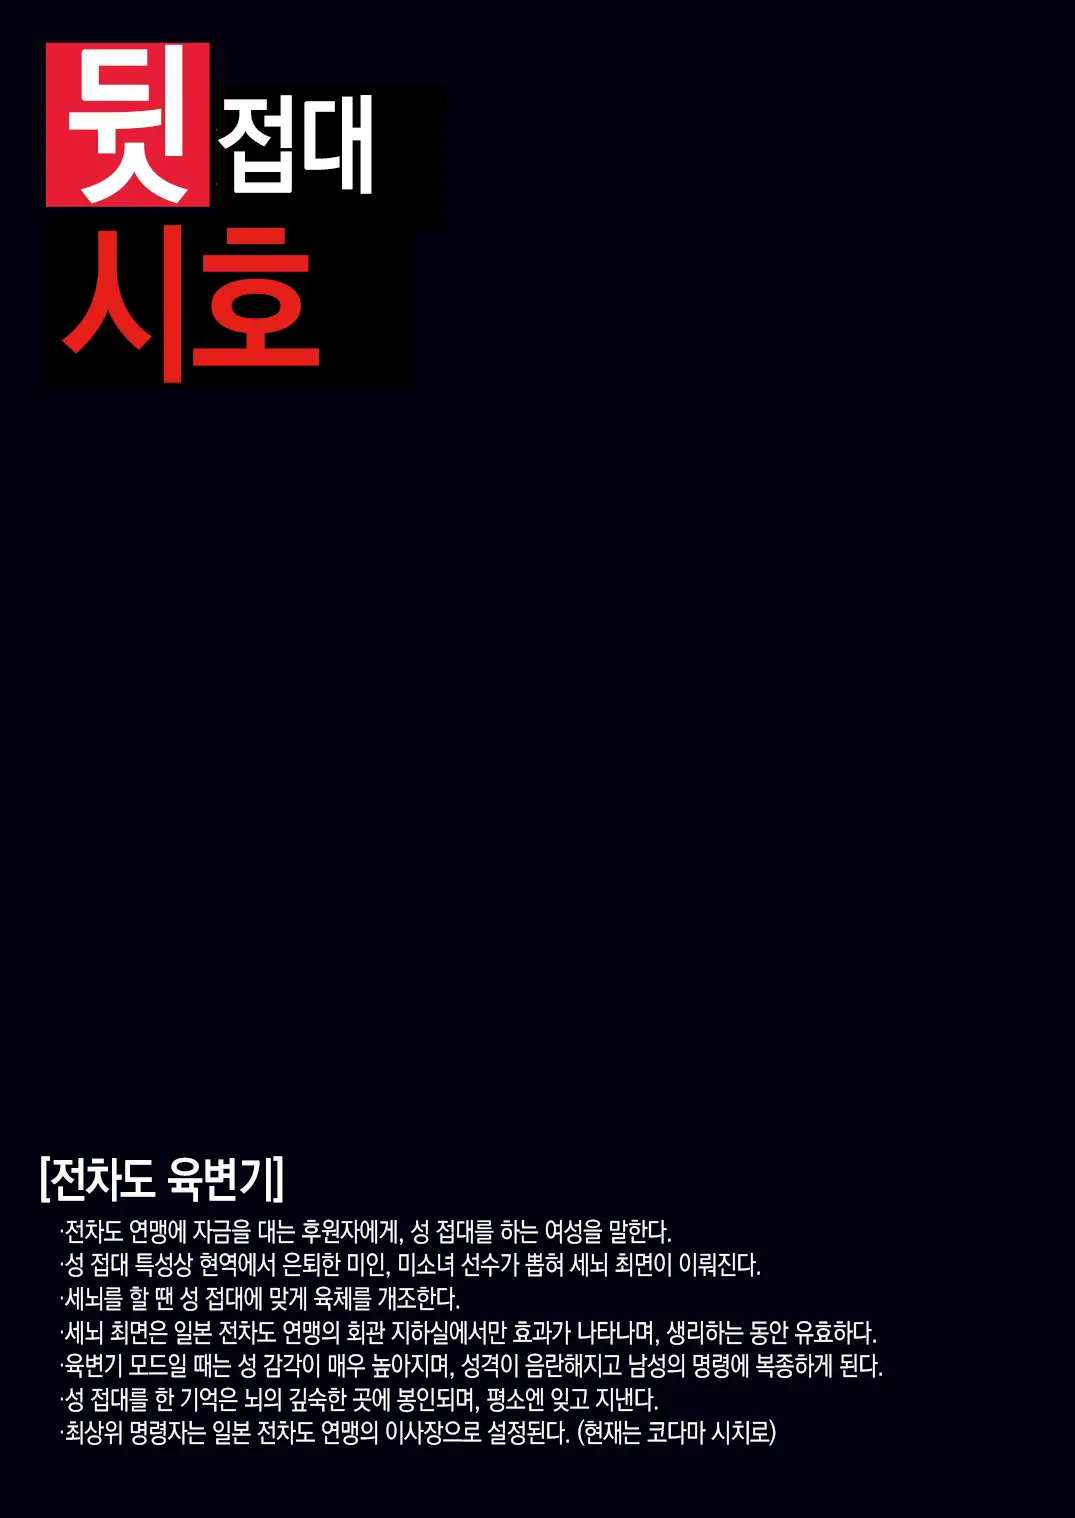 뒷접대
시호
[전차도 육변기]
·전차도 연맹에 자금을 대는 후원자에게, 성 접대를 하는 여성을 말한다.
·성 접대 특성상 현역에서 은퇴한 미인, 미소녀 선수가 뽑혀 세뇌 최면이 이뤄진다.
·세뇌를 할 땐 성 접대에 맞게 육체를 개조한다.
·세뇌 최면은 일본 전차도 연맹의 회관 지하실에서만 효과가 나타나며, 생리하는 동안 유효하다.
·육변기 모드일 때는 성 감각이 매우 높아지며, 성격이 음란해지고 남성의 명령에 복종하게 된다.
·성 접대를 한 기억은 뇌의 깊숙한 곳에 봉인되며, 평소엔 잊고 지낸다.
·최상위 명령자는 일본 전차도 연맹의 이사장으로 설정된다. (현재는 코다마 시치로)